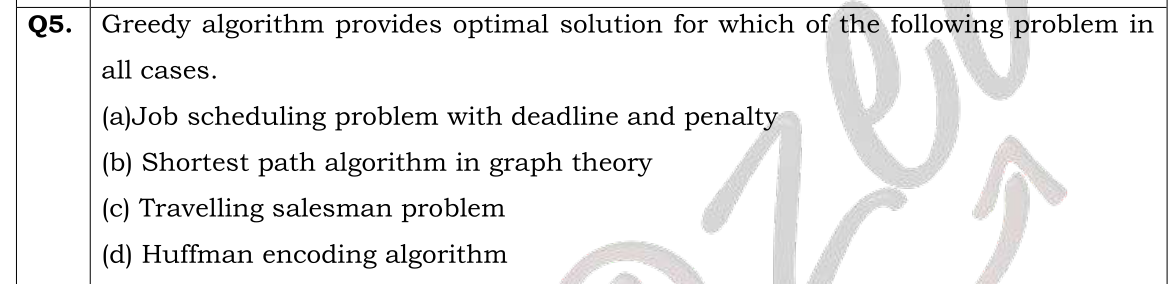 Q5. Greedy algorithm provides optimal solution for which of the following problem in
all cases.
(a)Job scheduling problem with deadline and penalty
(b) Shortest path algorithm in graph theory
(c) Travelling salesman problem
(d) Huffman encoding algorithm